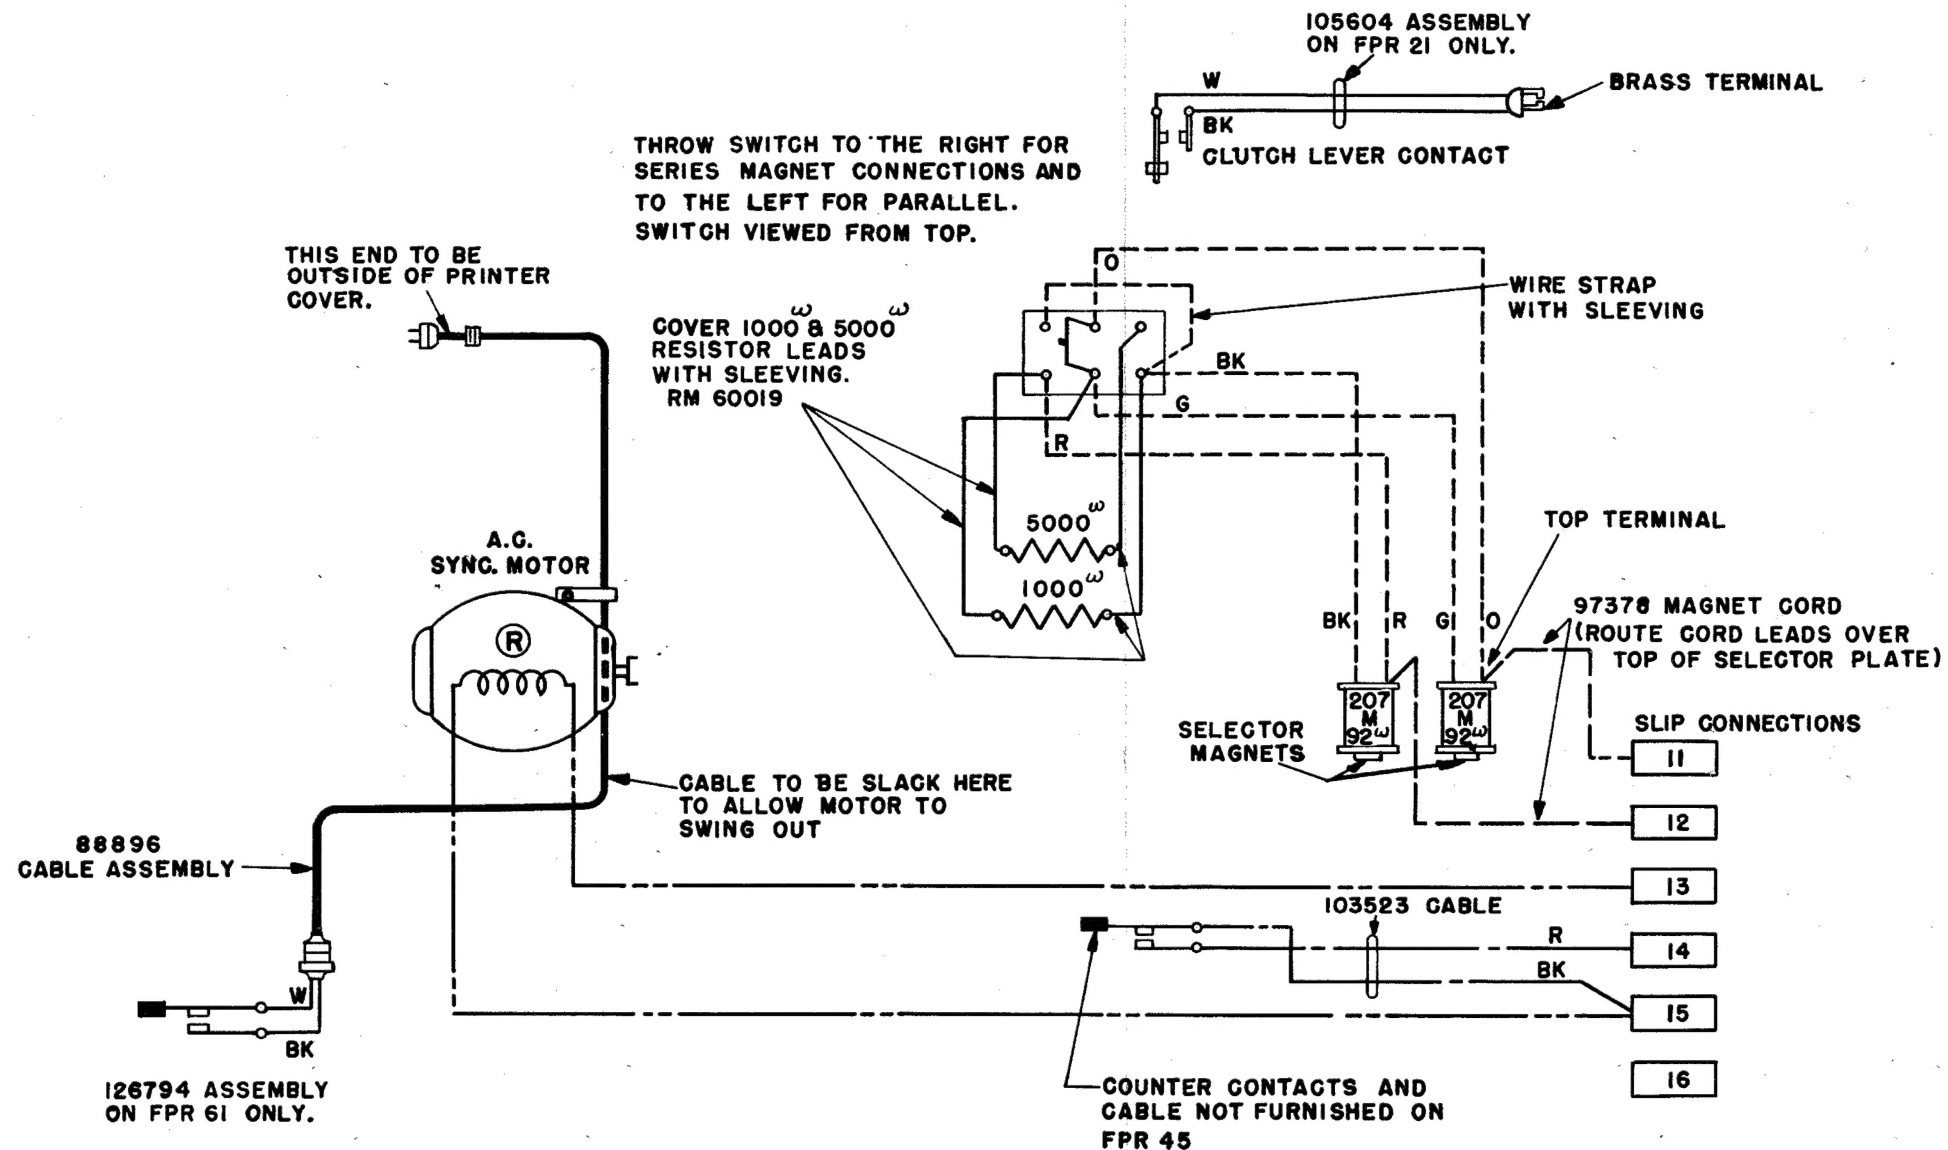 105604 ASSEMBLY
ON FPR 21 ONLY.
W
BRASS TERMINAL
BK
CLUTCH LEVER CONTACT
THROW SWITCH TO THE RIGHT FOR
SERIES MAGNET CONNECTIONS AND
TO THE LEFT FOR PARALLEL.
SWITCH VIEWED FROM TOP.
THIS END TO BE
OUTSIDE OF PRINTER
COVER.
O
WIRE STRAP
WITH SLEEVING
COVER 1000ω & 5000ω
RESISTOR LEADS
WITH SLEEVING.
RM 60019
BK
G
R
5000ω
1000ω
TOP TERMINAL
A.C.
SYNC. MOTOR
R
97378 MAGNET CORD
(ROUTE CORD LEADS OVER
TOP OF SELECTOR PLATE)
BK
R
G
O
207
M
92ω
207
M
92ω
SELECTOR
MAGNETS
SLIP CONNECTIONS
11
12
13
14
15
16
CABLE TO BE SLACK HERE
TO ALLOW MOTOR TO
SWING OUT
88896
CABLE ASSEMBLY
103523 CABLE
R
BK
W
BK
126794 ASSEMBLY
ON FPR 61 ONLY.
COUNTER CONTACTS AND
CABLE NOT FURNISHED ON
FPR 45